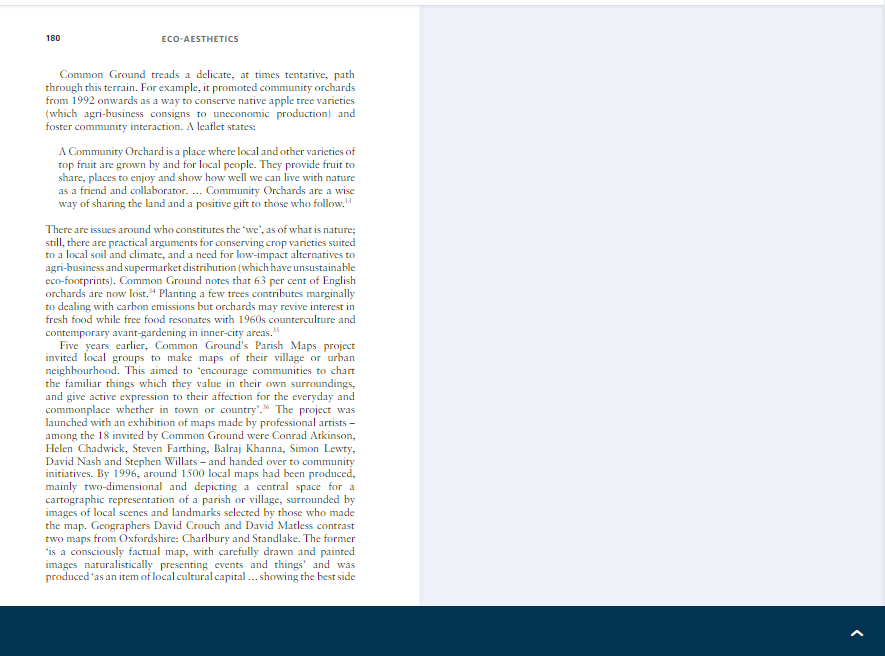 180
ECO-AESTHETICS
Common Ground treads a delicate, at times tentative, path
through this terrain. For example, it promoted community orchards
from 1992 onwards as a way to conserve native apple tree varieties
(which agri-business consigns to uneconomic production) and
foster community interaction. A leaflet states:
A Community Orchard is a place where local and other varieties of
top fruit are grown by and for local people. They provide fruit to
share, places to enjoy and show how well we can live with nature
as a friend and collaborator. … Community Orchards are a wise
way of sharing the land and a positive gift to those who follow.33
There are issues around who constitutes the ‘we’, as of what is nature;
still, there are practical arguments for conserving crop varieties suited
to a local soil and climate, and a need for low-impact alternatives to
agri-business and supermarket distribution (which have unsustainable
eco-footprints). Common Ground notes that 63 per cent of English
orchards are now lost.34 Planting a few trees contributes marginally
to dealing with carbon emissions but orchards may revive interest in
fresh food while free food resonates with 1960s counterculture and
contemporary avant-gardening in inner-city areas.35
Five years earlier, Common Ground’s Parish Maps project
invited local groups to make maps of their village or urban
neighbourhood. This aimed to ‘encourage communities to chart
the familiar things which they value in their own surroundings,
and give active expression to their affection for the everyday and
commonplace whether in town or country’.36 The project was
launched with an exhibition of maps made by professional artists –
among the 18 invited by Common Ground were Conrad Atkinson,
Helen Chadwick, Steven Farthing, Balraj Khanna, Simon Lewty,
David Nash and Stephen Willats – and handed over to community
initiatives. By 1996, around 1500 local maps had been produced,
mainly two-dimensional and depicting a central space for a
cartographic representation of a parish or village, surrounded by
images of local scenes and landmarks selected by those who made
the map. Geographers David Crouch and David Matless contrast
two maps from Oxfordshire: Charlbury and Standlake. The former
‘is a consciously factual map, with carefully drawn and painted
images naturalistically presenting events and things’ and was
produced ‘as an item of local cultural capital … showing the best side